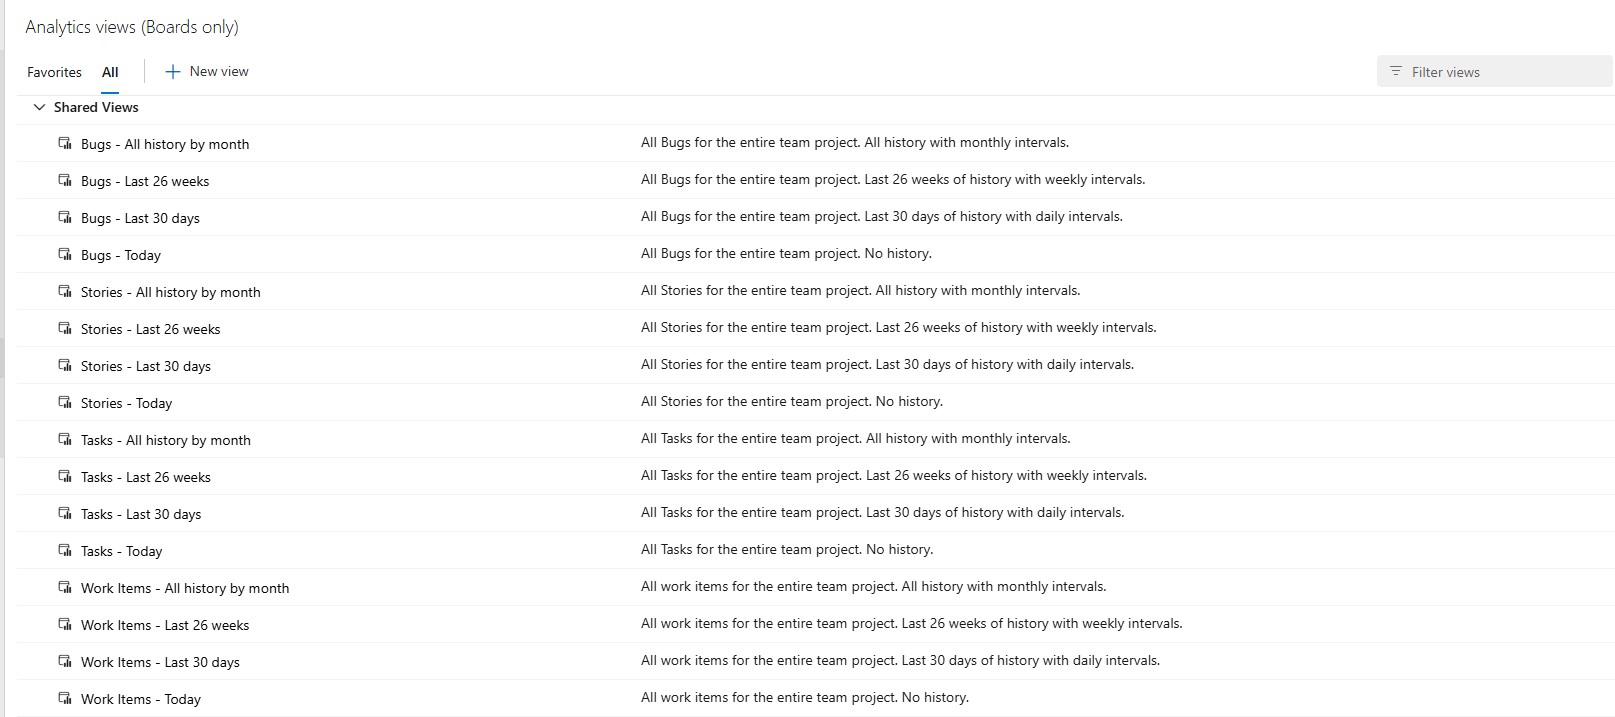 Analytics views (Boards only)
Favorites All New view Filter views
Shared Views
Bugs - All history by month All Bugs for the entire team project. All history with monthly intervals.
Bugs - Last 26 weeks All Bugs for the entire team project. Last 26 weeks of history with weekly intervals.
Bugs - Last 30 days All Bugs for the entire team project. Last 30 days of history with daily intervals.
Bugs - Today All Bugs for the entire team project. No history.
Stories - All history by month All Stories for the entire team project. All history with monthly intervals.
Stories - Last 26 weeks All Stories for the entire team project. Last 26 weeks of history with weekly intervals.
Stories - Last 30 days All Stories for the entire team project. Last 30 days of history with daily intervals.
Stories - Today All Stories for the entire team project. No history.
Tasks - All history by month All Tasks for the entire team project. All history with monthly intervals.
Tasks - Last 26 weeks All Tasks for the entire team project. Last 26 weeks of history with weekly intervals.
Tasks - Last 30 days All Tasks for the entire team project. Last 30 days of history with daily intervals.
Tasks - Today All Tasks for the entire team project. No history.
Work Items - All history by month All work items for the entire team project. All history with monthly intervals.
Work Items - Last 26 weeks All work items for the entire team project. Last 26 weeks of history with weekly intervals.
Work Items - Last 30 days All work items for the entire team project. Last 30 days of history with daily intervals.
Work Items - Today All work items for the entire team project. No history.